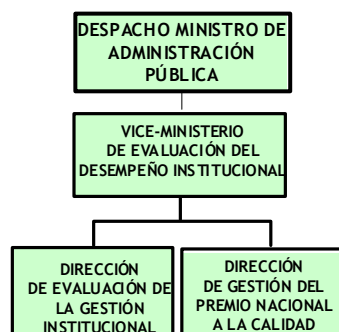 DESPACHO MINISTRO DE
ADMINISTRACIÓN
PÚBLICA
VICE-MINISTERIO
DE EVALUACIÓN DEL
DESEMPEÑO INSTITUCIONAL
DIRECCIÓN
DE EVALUACIÓN DE
LA GESTIÓN
INSTITUCIONAL
DIRECCIÓN
DE GESTIÓN DEL
PREMIO NACIONAL
A LA CALIDAD